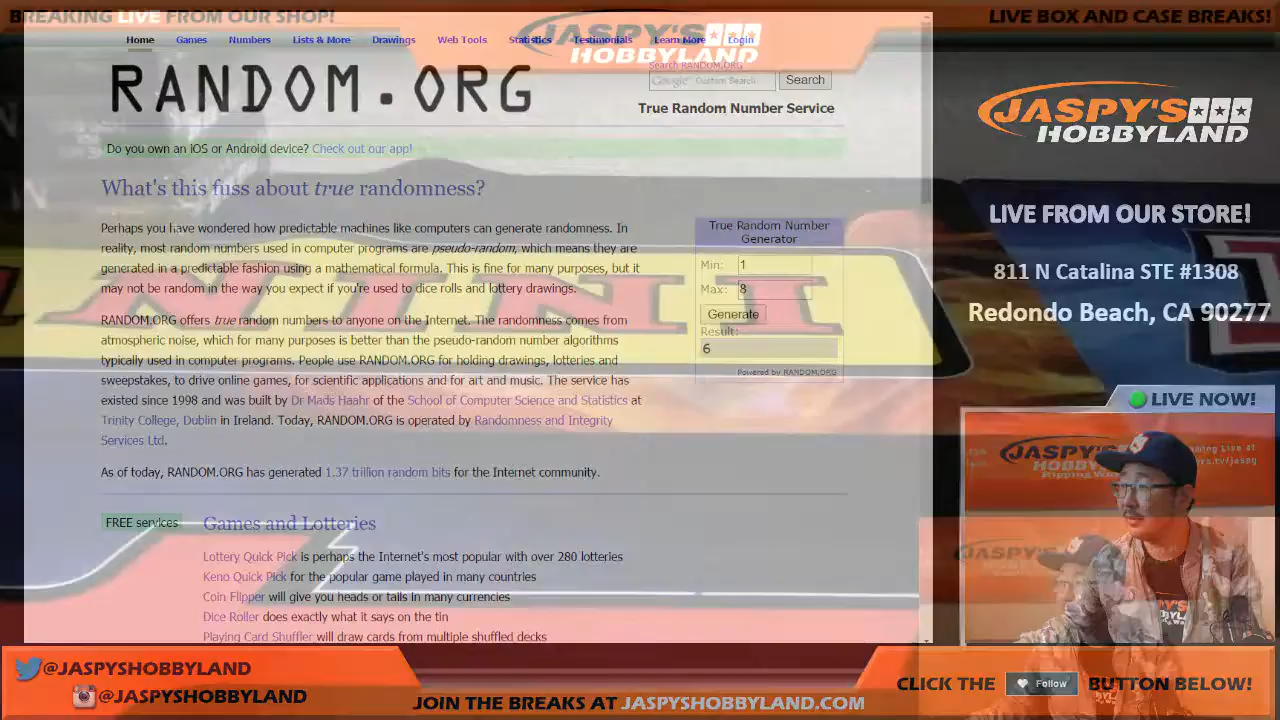 BREAKING LIVE FROM OUR SHOP!
LIVE BOX AND CASE BREAKS!
Home Games Numbers Lists & More Drawings Web Tools Statistics Testimonials Learn More Login
JASPY'S
HOBBYLAND
RANDOM.ORG
Search RANDOM.ORG
Google Custom Search Search
True Random Number Service
Do you own an iOS or Android device? Check out our app!
What's this fuss about true randomness?
Perhaps you have wondered how predictable machines like computers can generate randomness. In
reality, most random numbers used in computer programs are pseudo-random, which means they are
generated in a predictable fashion using a mathematical formula. This is fine for many purposes, but it
may not be random in the way you expect if you're used to dice rolls and lottery drawings.
RANDOM.ORG offers true random numbers to anyone on the Internet. The randomness comes from
atmospheric noise, which for many purposes is better than the pseudo-random number algorithms
typically used in computer programs. People use RANDOM.ORG for holding drawings, lotteries and
sweepstakes, to drive online games, for scientific applications and for art and music. The service has
existed since 1998 and was built by Dr Mads Haahr of the School of Computer Science and Statistics at
Trinity College, Dublin in Ireland. Today, RANDOM.ORG is operated by Randomness and Integrity
Services Ltd.
As of today, RANDOM.ORG has generated 1.37 trillion random bits for the Internet community.
True Random Number
Generator
Min: 1
Max: 8
Generate
Result:
6
Powered by RANDOM.ORG
FREE services
Games and Lotteries
Lottery Quick Pick is perhaps the Internet's most popular with over 280 lotteries
Keno Quick Pick for the popular game played in many countries
Coin Flipper will give you heads or tails in many currencies
Dice Roller does exactly what it says on the tin
Playing Card Shuffler will draw cards from multiple shuffled decks
JASPY'S
HOBBYLAND
LIVE FROM OUR STORE!
811 N Catalina STE #1308
Redondo Beach, CA 90277
LIVE NOW!
JASPY'S
@JASPYSHOBBYLAND
@JASPYSHOBBYLAND
JOIN THE BREAKS AT JASPYSHOBBYLAND.COM
CLICK THE Follow BUTTON BELOW!